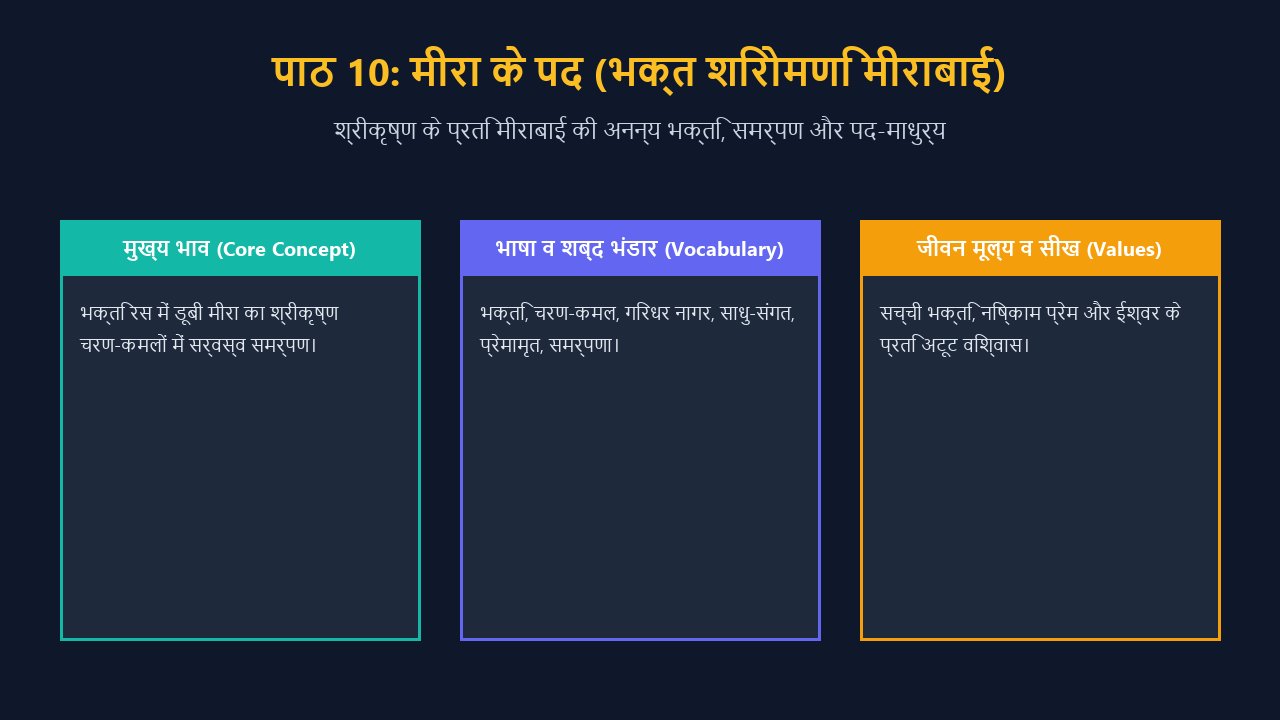 पाठ 10: मीरा के पद (भक्त शिरोमणि मीराबाई)
श्रीकृष्ण के प्रति मीराबाई की अनन्य भक्ति, समर्पण और पद-माधुर्य
मुख्य भाव (Core Concept)
भक्ति रस में डूबी मीरा का श्रीकृष्ण
चरण-कमलों में सर्वस्व समर्पण।
भाषा व शब्द भंडार (Vocabulary)
भक्ति, चरण-कमल, गिरिधर नागर, साधु-संगत,
प्रेमामृत, समर्पणा।
जीवन मूल्य व सीख (Values)
सच्ची भक्ति, निष्काम प्रेम और ईश्वर के
प्रति अटूट विश्वास।